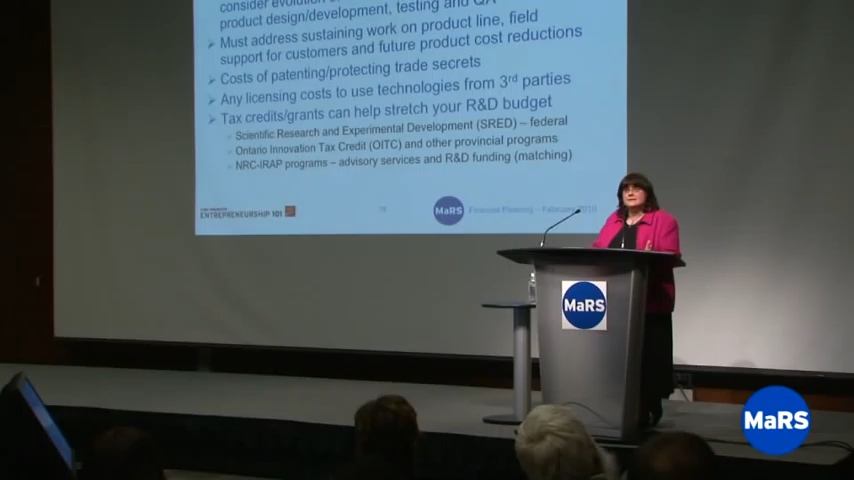 consider evolution
product design/development, testing and QA
Must address sustaining work on product line, field
support for customers and future product cost reductions
Costs of patenting/protecting trade secrets
Any licensing costs to use technologies from 3rd parties
Tax credits/grants can help stretch your R&D budget
Scientific Research and Experimental Development (SRED) – federal
Ontario Innovation Tax Credit (OITC) and other provincial programs
NRC-IRAP programs – advisory services and R&D funding (matching)
ENTREPRENEURSHIP 101
MaRS
Financial Planning – February 2010
MaRS
MaRS